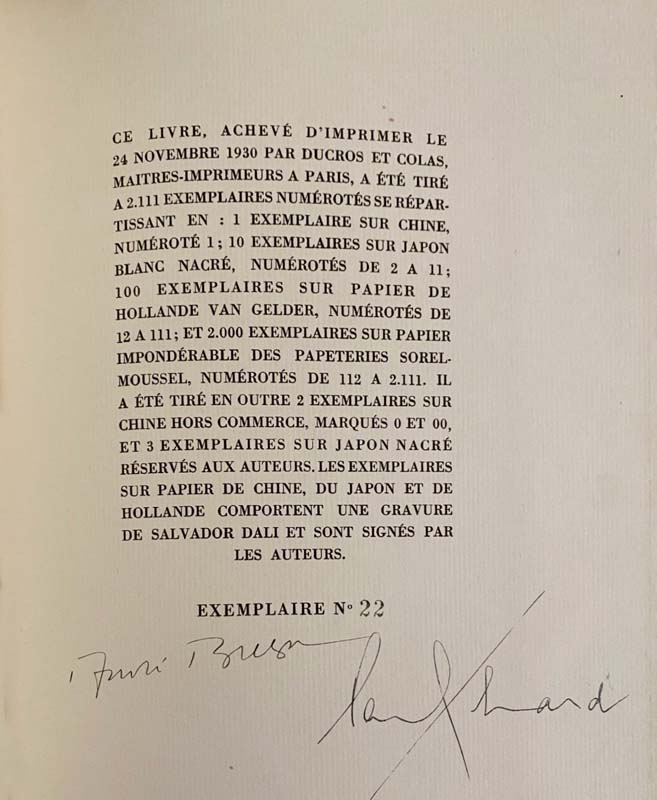 CE LIVRE, ACHEVÉ D'IMPRIMER LE
24 NOVEMBRE 1930 PAR DUCROS ET COLAS,
MAITRES-IMPRIMEURS A PARIS, A ÉTÉ TIRÉ
A 2.111 EXEMPLAIRES NUMÉROTÉS SE RÉPAR-
TISSANT EN : 1 EXEMPLAIRE SUR CHINE,
NUMÉROTÉ 1 ; 10 EXEMPLAIRES SUR JAPON
BLANC NACRÉ, NUMÉROTÉS DE 2 A 11 ;
100 EXEMPLAIRES SUR PAPIER DE
HOLLANDE VAN GELDER, NUMÉROTÉS DE
12 A 111 ; ET 2.000 EXEMPLAIRES SUR PAPIER
IMPONDÉRABLE DES PAPETERIES SOREL-
MOUSSEL, NUMÉROTÉS DE 112 A 2.111. IL
A ÉTÉ TIRÉ EN OUTRE 2 EXEMPLAIRES SUR
CHINE HORS COMMERCE, MARQUÉS 0 ET 00,
ET 3 EXEMPLAIRES SUR JAPON NACRÉ
RÉSERVÉS AUX AUTEURS. LES EXEMPLAIRES
SUR PAPIER DE CHINE, DU JAPON ET DE
HOLLANDE COMPORTENT UNE GRAVURE
DE SALVADOR DALI ET SONT SIGNÉS PAR
LES AUTEURS.
EXEMPLAIRE N° 22
André Breton
Paul Eluard